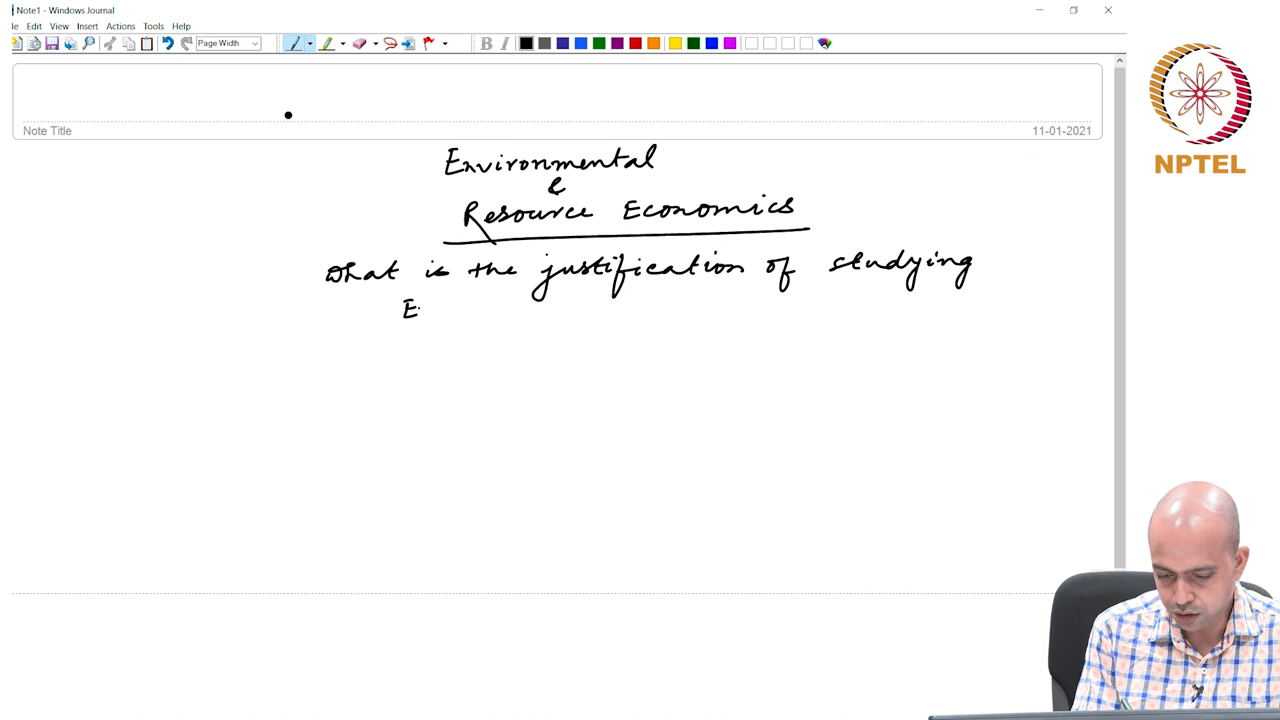 Note1 - Windows Journal
le Edit View Insert Actions Tools Help
Page Width
B I
Note Title
11-01-2021
NPTEL
Environmental
&
Resource Economics
What is the justification of studying
E